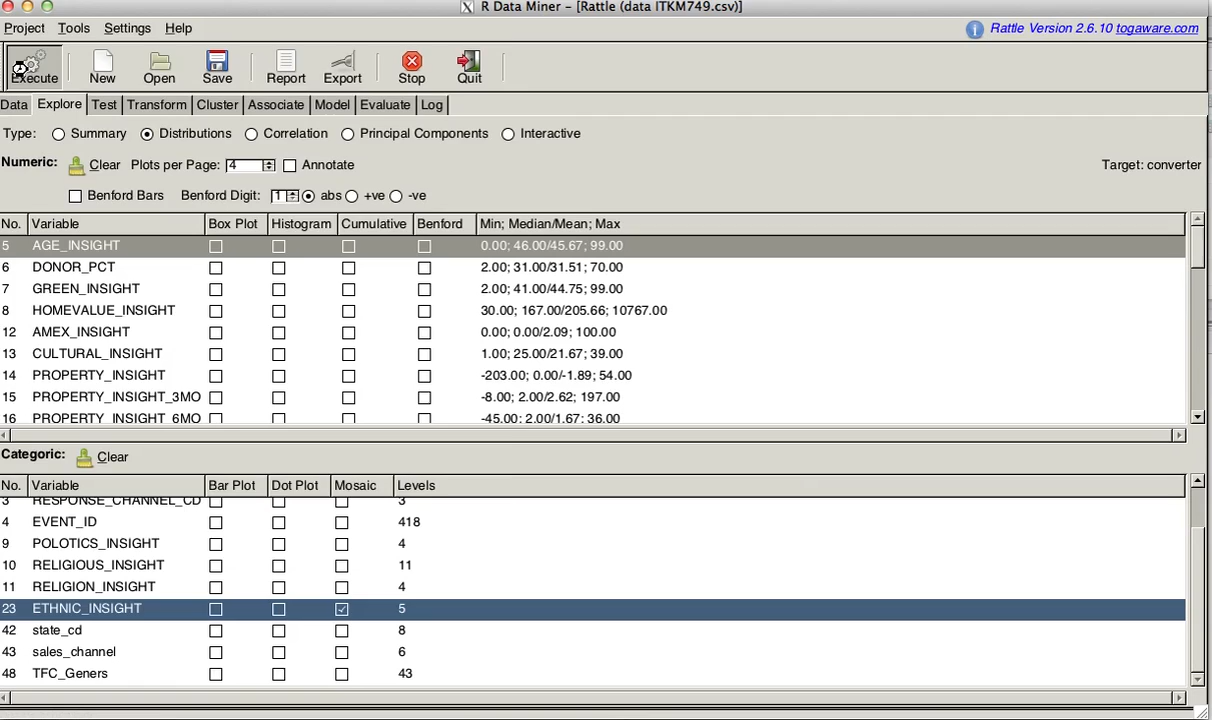 R Data Miner - [Rattle (data ITKM749.csv)]
Project Tools Settings Help Rattle Version 2.6.10 togaware.com
Execute New Open Save Report Export Stop Quit
Data Explore Test Transform Cluster Associate Model Evaluate Log
Type: Summary Distributions Correlation Principal Components Interactive
Numeric: Clear Plots per Page: 4 Annotate Target: converter
Benford Bars Benford Digit: 1 abs +ve -ve
No. Variable Box Plot Histogram Cumulative Benford Min; Median/Mean; Max
5 AGE_INSIGHT 0.00; 46.00/45.67; 99.00
6 DONOR_PCT 2.00; 31.00/31.51; 70.00
7 GREEN_INSIGHT 2.00; 41.00/44.75; 99.00
8 HOMEVALUE_INSIGHT 30.00; 167.00/205.66; 10767.00
12 AMEX_INSIGHT 0.00; 0.00/2.09; 100.00
13 CULTURAL_INSIGHT 1.00; 25.00/21.67; 39.00
14 PROPERTY_INSIGHT -203.00; 0.00/-1.89; 54.00
15 PROPERTY_INSIGHT_3MO -8.00; 2.00/2.62; 197.00
16 PROPERTY_INSIGHT_6MO -45.00; 2.00/1.67; 36.00
Categoric: Clear
No. Variable Bar Plot Dot Plot Mosaic Levels
3 RESPONSE_CHANNEL_CD 3
4 EVENT_ID 418
9 POLOTICS_INSIGHT 4
10 RELIGIOUS_INSIGHT 11
11 RELIGION_INSIGHT 4
23 ETHNIC_INSIGHT 5
42 state_cd 8
43 sales_channel 6
48 TFC_Geners 43